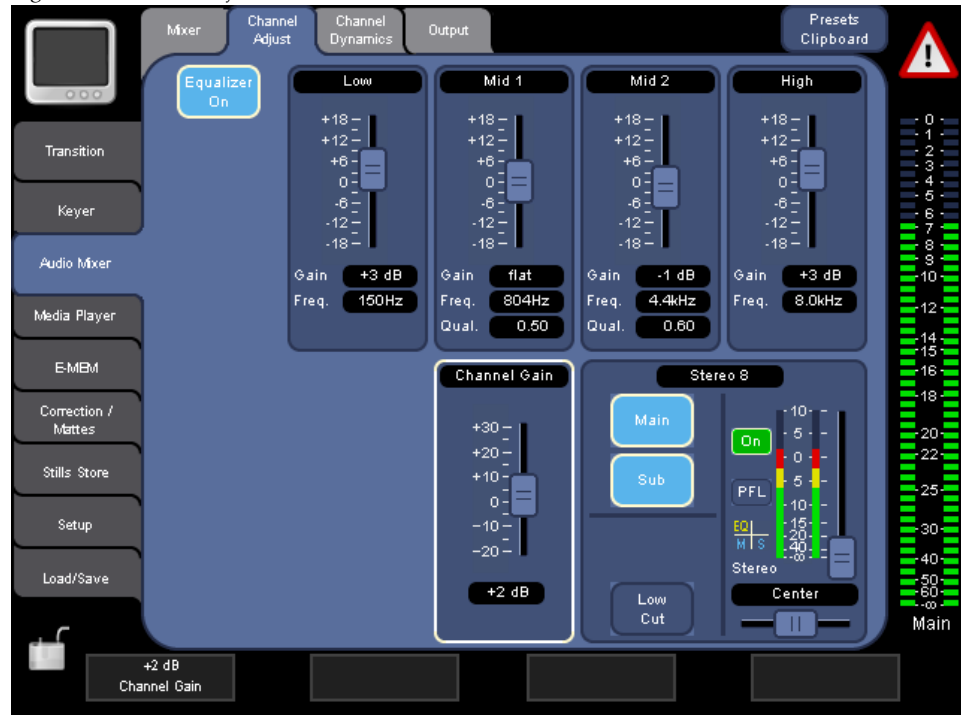 Mixer
Channel
Adjust
Channel
Dynamics
Output
Presets
Clipboard
Transition
Keyer
Audio Mixer
Media Player
E-MEM
Correction /
Mattes
Stills Store
Setup
Load/Save
Equalizer
On
Low
+18
+12
+6
0
-6
-12
-18
Gain +3 dB
Freq. 150Hz
Mid 1
+18
+12
+6
0
-6
-12
-18
Gain flat
Freq. 804Hz
Qual. 0.50
Mid 2
+18
+12
+6
0
-6
-12
-18
Gain -1 dB
Freq. 4.4kHz
Qual. 0.60
High
+18
+12
+6
0
-6
-12
-18
Gain +3 dB
Freq. 8.0kHz
Channel Gain
+30
+20
+10
0
-10
-20
+2 dB
Stereo 8
Main
Sub
Low
Cut
On
PFL
EQ
M S
Stereo
10
5
0
5
10
15
20
40
-∞
Center
0
1
2
3
4
5
6
7
8
9
10
12
14
15
16
18
20
22
25
30
40
50
60
-∞
Main
+2 dB
Channel Gain